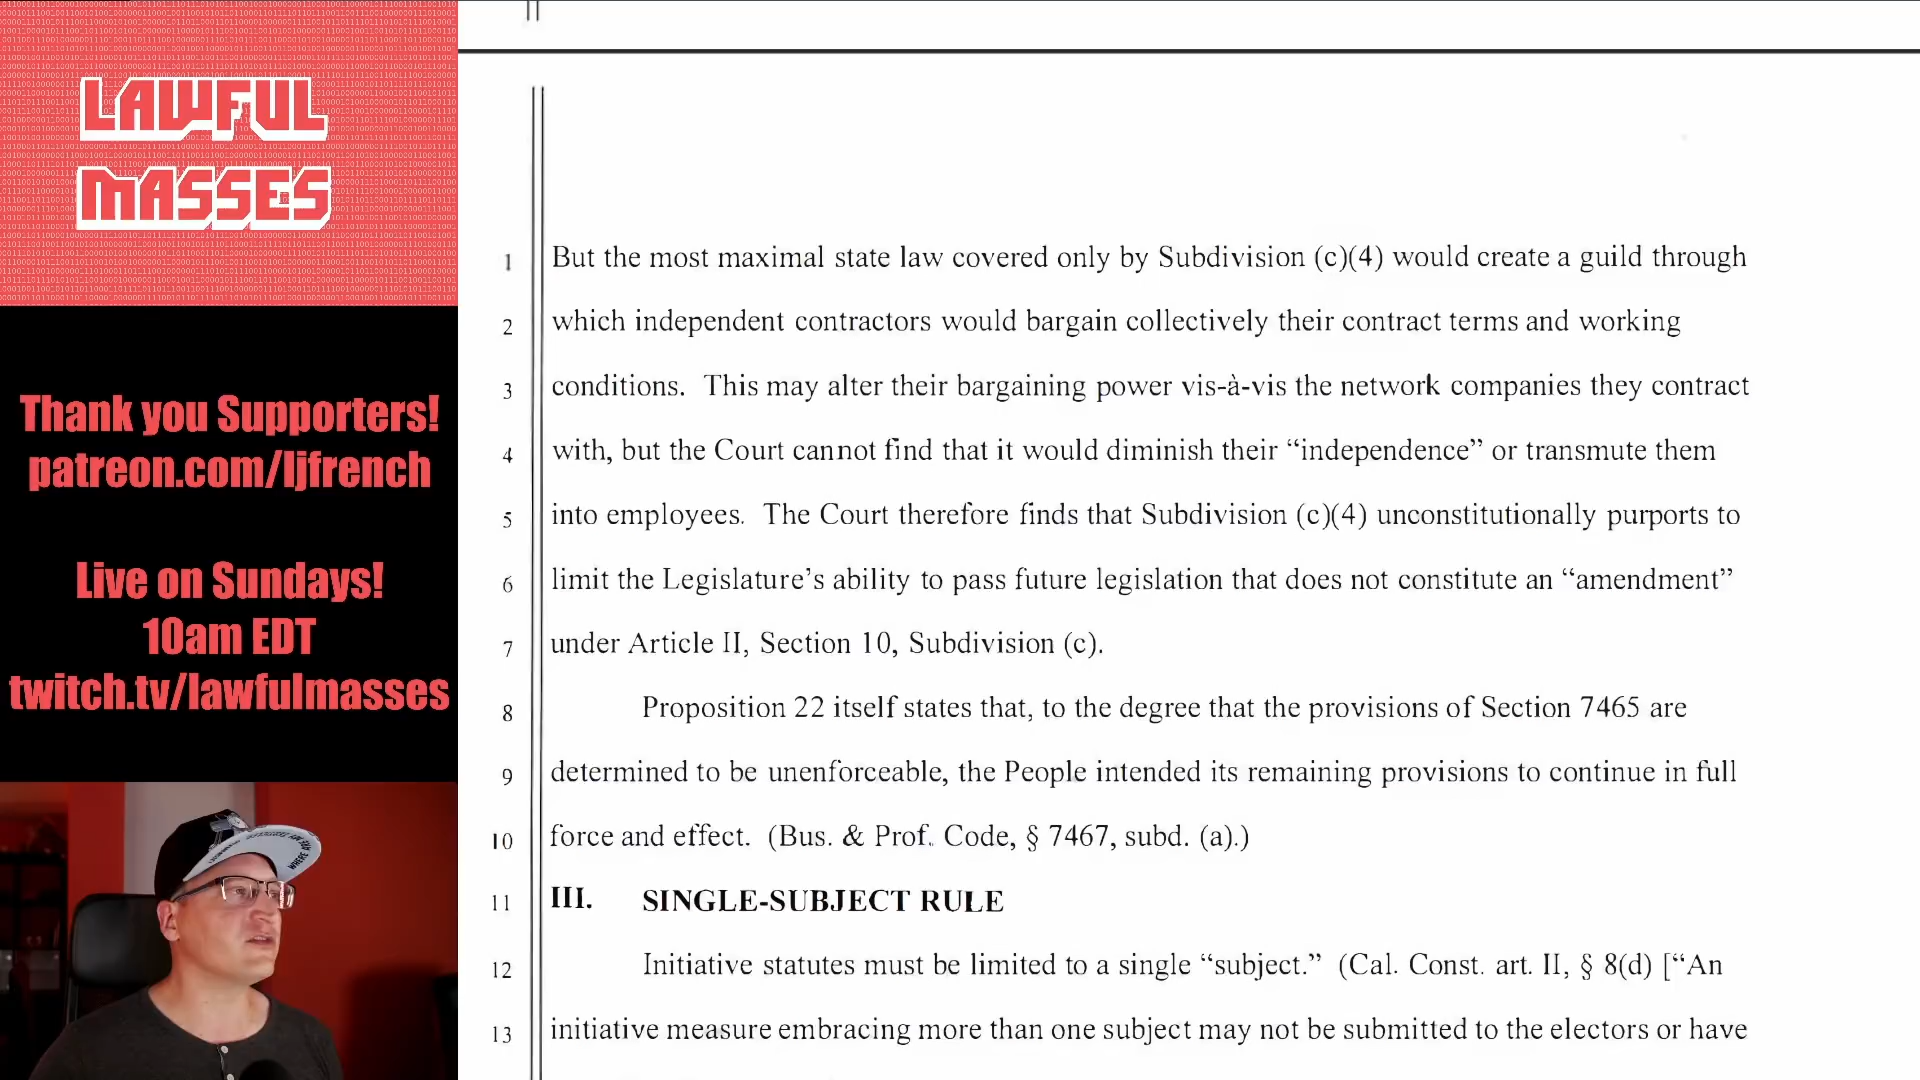 LAWFUL
MASSES
Thank you Supporters!
patreon.com/ljfrench
Live on Sundays!
10am EDT
twitch.tv/lawfulmasses
1 But the most maximal state law covered only by Subdivision (c)(4) would create a guild through
2 which independent contractors would bargain collectively their contract terms and working
3 conditions. This may alter their bargaining power vis-à-vis the network companies they contract
4 with, but the Court cannot find that it would diminish their “independence” or transmute them
5 into employees. The Court therefore finds that Subdivision (c)(4) unconstitutionally purports to
6 limit the Legislature’s ability to pass future legislation that does not constitute an “amendment”
7 under Article II, Section 10, Subdivision (c).
8 Proposition 22 itself states that, to the degree that the provisions of Section 7465 are
9 determined to be unenforceable, the People intended its remaining provisions to continue in full
10 force and effect. (Bus. & Prof. Code, § 7467, subd. (a).)
11 III. SINGLE-SUBJECT RULE
12 Initiative statutes must be limited to a single “subject.” (Cal. Const. art. II, § 8(d) [“An
13 initiative measure embracing more than one subject may not be submitted to the electors or have